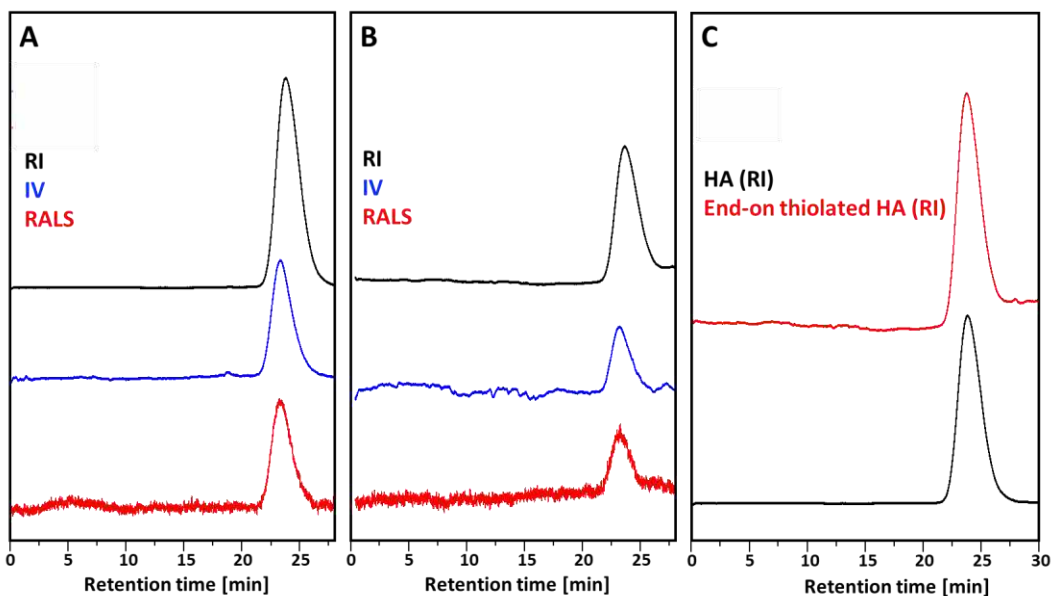 A
RI
IV
RALS
0 5 10 15 20 25
Retention time [min]
B
RI
IV
RALS
0 5 10 15 20 25
Retention time [min]
C
HA (RI)
End-on thiolated HA (RI)
0 5 10 15 20 25 30
Retention time [min]